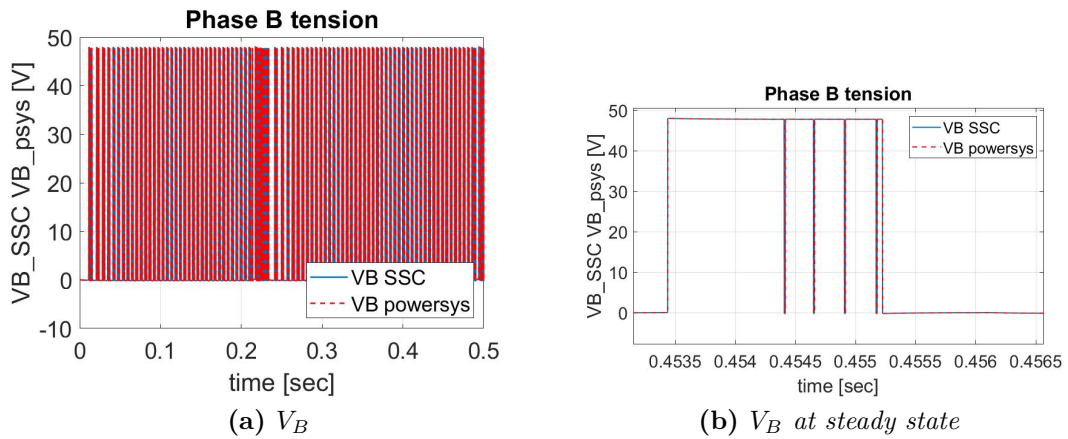 Phase B tension
VB_SSC VB_psys [V]
50
40
30
20
10
0
-10
0 0.1 0.2 0.3 0.4 0.5
time [sec]
VB SSC
VB powersys
(a) V_B
Phase B tension
VB_SSC VB_psys [V]
50
40
30
20
10
0
0.4535 0.454 0.4545 0.455 0.4555 0.456 0.4565
time [sec]
VB SSC
VB powersys
(b) V_B at steady state